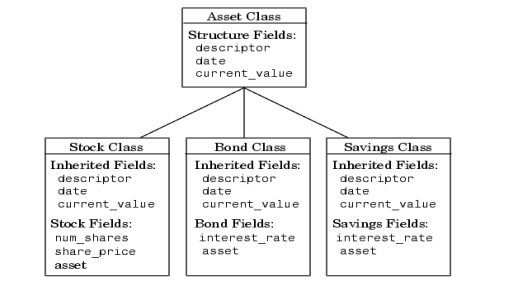 Asset Class
Structure Fields:
descriptor
date
current_value
Stock Class
Inherited Fields:
descriptor
date
current_value
Stock Fields:
num_shares
share_price
asset
Bond Class
Inherited Fields:
descriptor
date
current_value
Bond Fields:
interest_rate
asset
Savings Class
Inherited Fields:
descriptor
date
current_value
Savings Fields:
interest_rate
asset